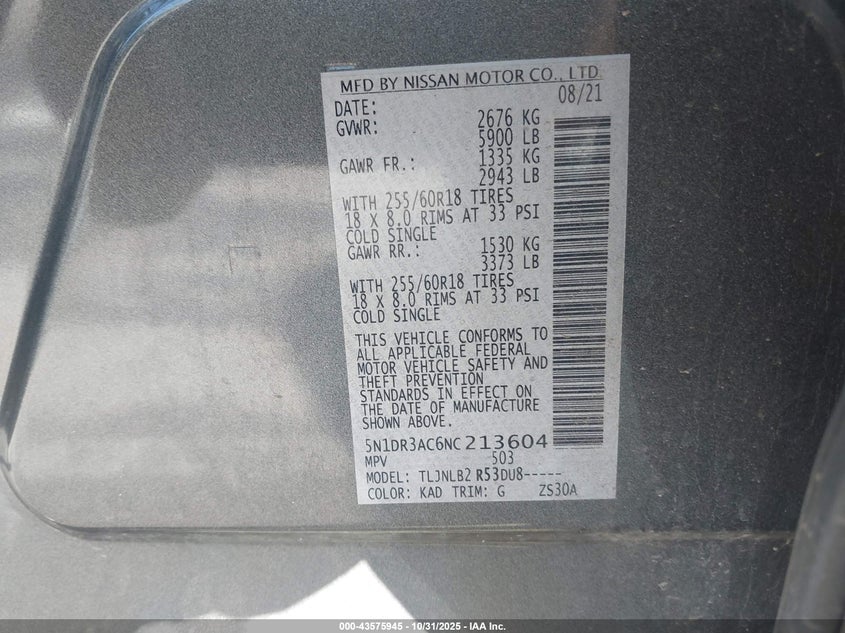 MFD BY NISSAN MOTOR CO., LTD.
DATE: 08/21
GVWR: 2676 KG
5900 LB
GAWR FR.: 1335 KG
2943 LB
WITH 255/60R18 TIRES
18 X 8.0 RIMS AT 33 PSI
COLD SINGLE
GAWR RR.: 1530 KG
3373 LB
WITH 255/60R18 TIRES
18 X 8.0 RIMS AT 33 PSI
COLD SINGLE
THIS VEHICLE CONFORMS TO
ALL APPLICABLE FEDERAL
MOTOR VEHICLE SAFETY AND
THEFT PREVENTION
STANDARDS IN EFFECT ON
THE DATE OF MANUFACTURE
SHOWN ABOVE.
5N1DR3AC6NC213604
MPV 503
MODEL: TLJNLB2 R53DU8-----
COLOR: KAD TRIM: G ZS30A
000-43575945 - 10/31/2025 - IAA Inc.